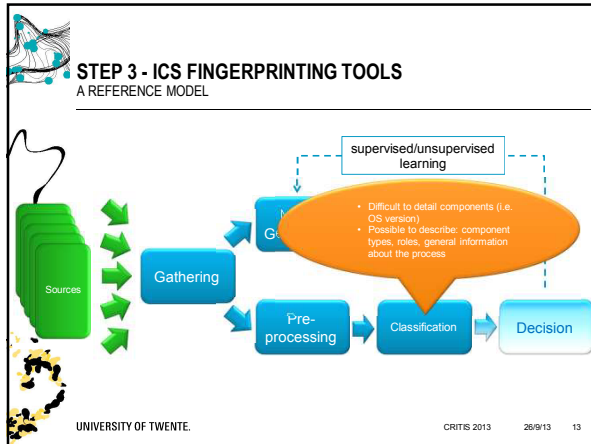 STEP 3 - ICS FINGERPRINTING TOOLS
A REFERENCE MODEL
supervised/unsupervised
learning
• Difficult to detail components (i.e.
OS version)
• Possible to describe: component
types, roles, general information
about the process
Sources
Gathering
Pre-
processing
Classification
Decision
UNIVERSITY OF TWENTE.
CRITIS 2013 26/9/13 13